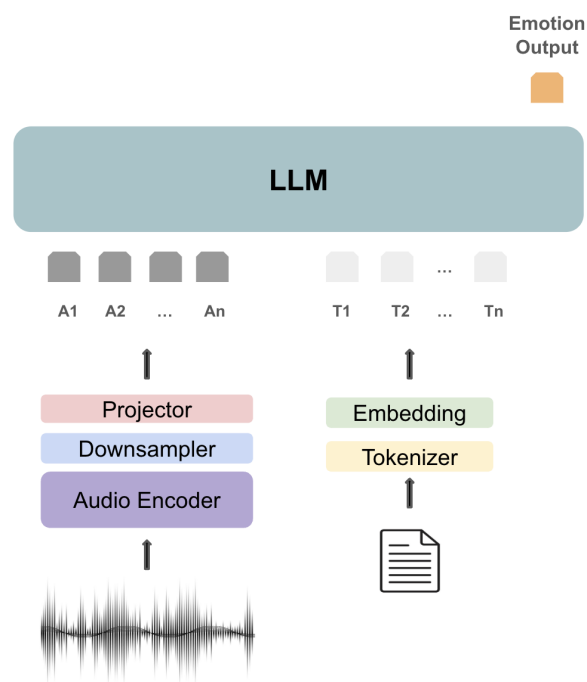 Emotion
Output
LLM
...
A1 A2 ... An
T1 T2 ... Tn
Projector
Downsampler
Audio Encoder
Embedding
Tokenizer